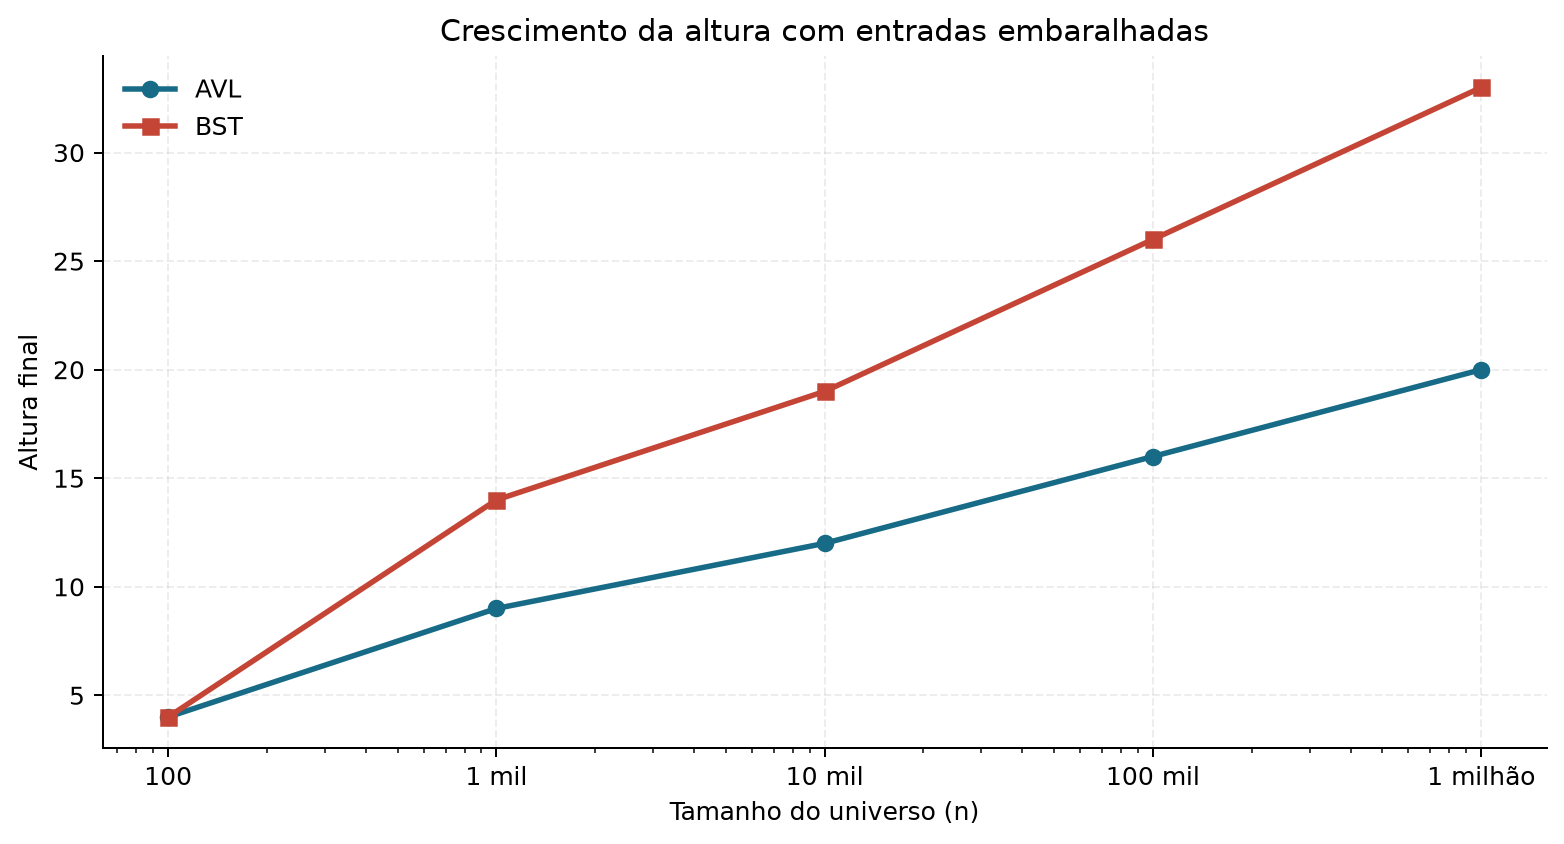 Crescimento da altura com entradas embaralhadas
AVL
BST
Altura final
30
25
20
15
10
5
100
1 mil
10 mil
100 mil
1 milhão
Tamanho do universo (n)